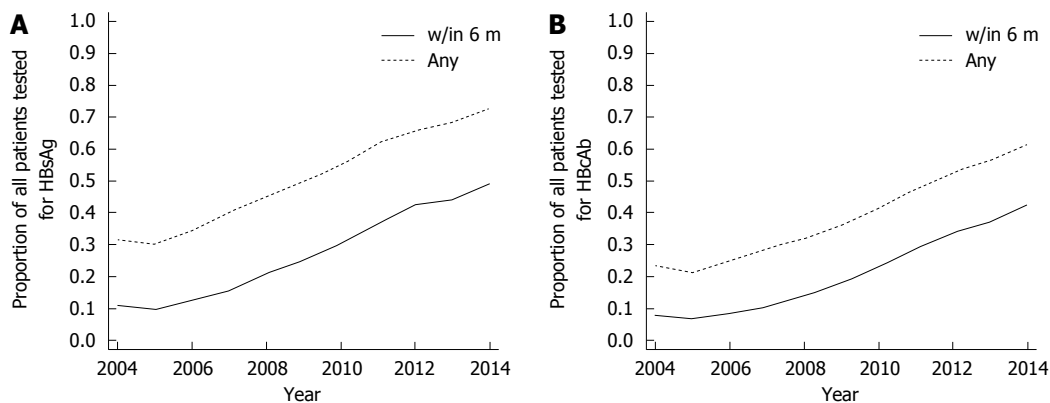 A
Proportion of all patients tested
for HBsAg
1.0
0.9
0.8
0.7
0.6
0.5
0.4
0.3
0.2
0.1
0.0
w/in 6 m
Any
2004 2006 2008 2010 2012 2014
Year
B
Proportion of all patients tested
for HBcAb
1.0
0.9
0.8
0.7
0.6
0.5
0.4
0.3
0.2
0.1
0.0
w/in 6 m
Any
2004 2006 2008 2010 2012 2014
Year